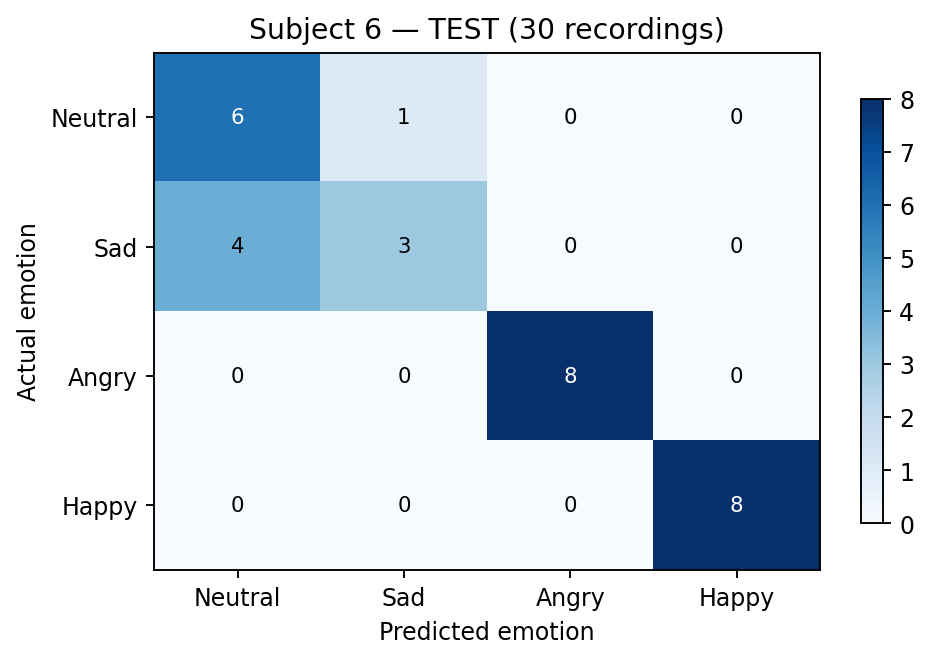 Subject 6 — TEST (30 recordings)
Actual emotion
Neutral 6 1 0 0
Sad 4 3 0 0
Angry 0 0 8 0
Happy 0 0 0 8
Neutral Sad Angry Happy
Predicted emotion
8
7
6
5
4
3
2
1
0